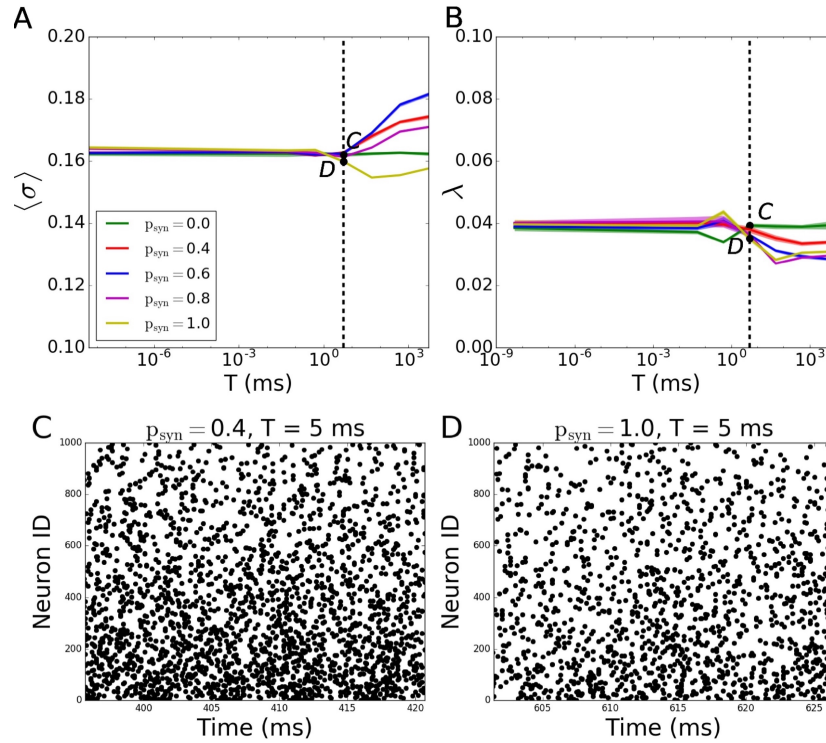 A
0.20
0.18
0.16
0.14
0.12
0.10
⟨σ⟩
C
D
p_syn = 0.0
p_syn = 0.4
p_syn = 0.6
p_syn = 0.8
p_syn = 1.0
10^-6 10^-3 10^0 10^3
T (ms)
B
0.10
0.08
0.06
0.04
0.02
0.00
λ
C
D
10^-9 10^-6 10^-3 10^0 10^3
T (ms)
C
p_syn = 0.4, T = 5 ms
1000
800
600
400
200
0
Neuron ID
400 405 410 415 420
Time (ms)
D
p_syn = 1.0, T = 5 ms
1000
800
600
400
200
0
Neuron ID
605 610 615 620 625
Time (ms)